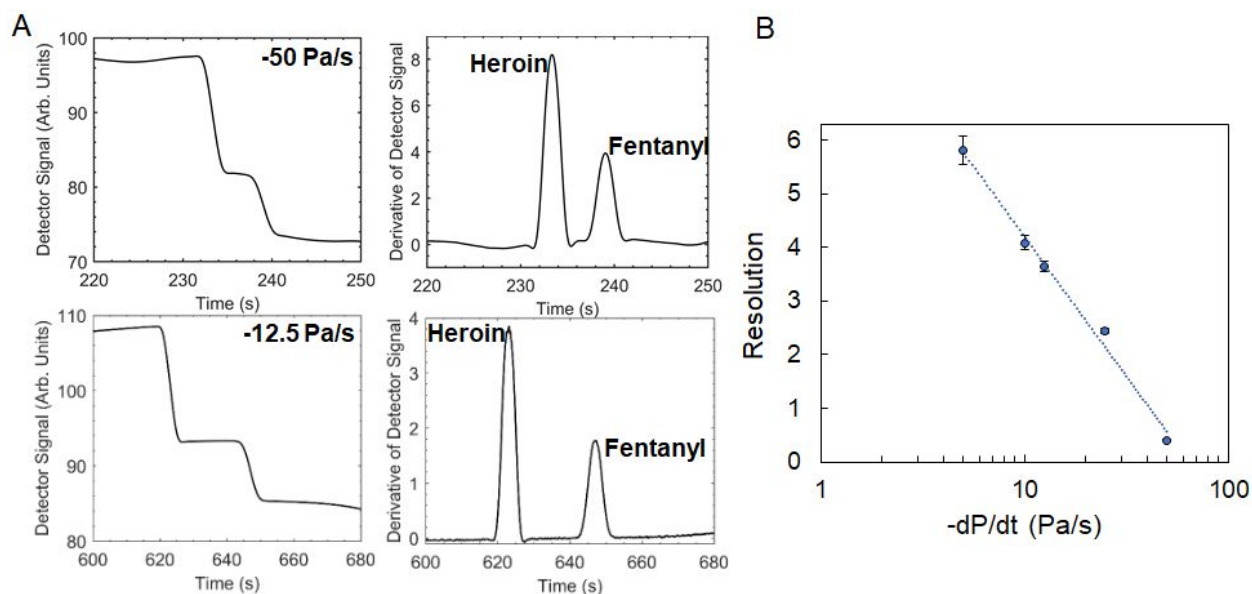 A
-50 Pa/s
Detector Signal (Arb. Units)
100
90
80
70
220
230
240
250
Time (s)
Heroin
Fentanyl
Derivative of Detector Signal
8
6
4
2
0
220
230
240
250
Time (s)
-12.5 Pa/s
Detector Signal (Arb. Units)
110
100
90
80
600
620
640
660
680
Time (s)
Heroin
Fentanyl
Derivative of Detector Signal
4
3
2
1
0
600
620
640
660
680
Time (s)
B
Resolution
6
5
4
3
2
1
0
1
10
100
-dP/dt (Pa/s)